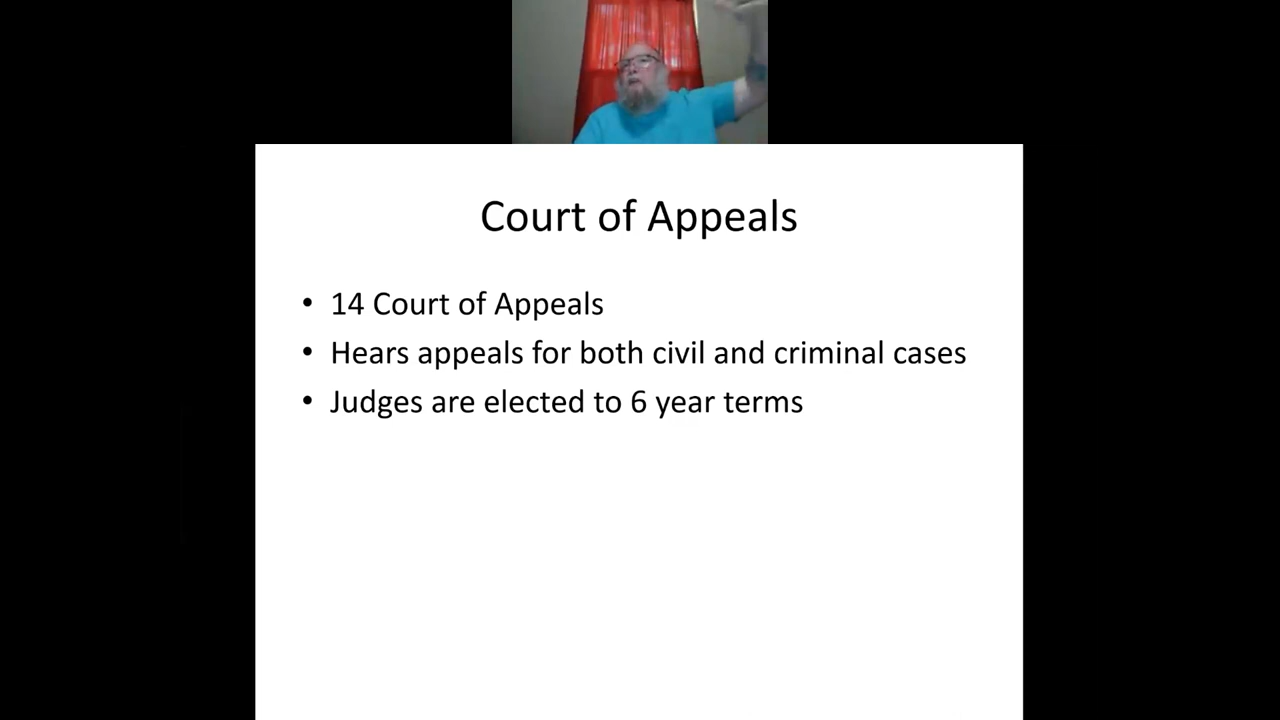 Court of Appeals
• 14 Court of Appeals
• Hears appeals for both civil and criminal cases
• Judges are elected to 6 year terms